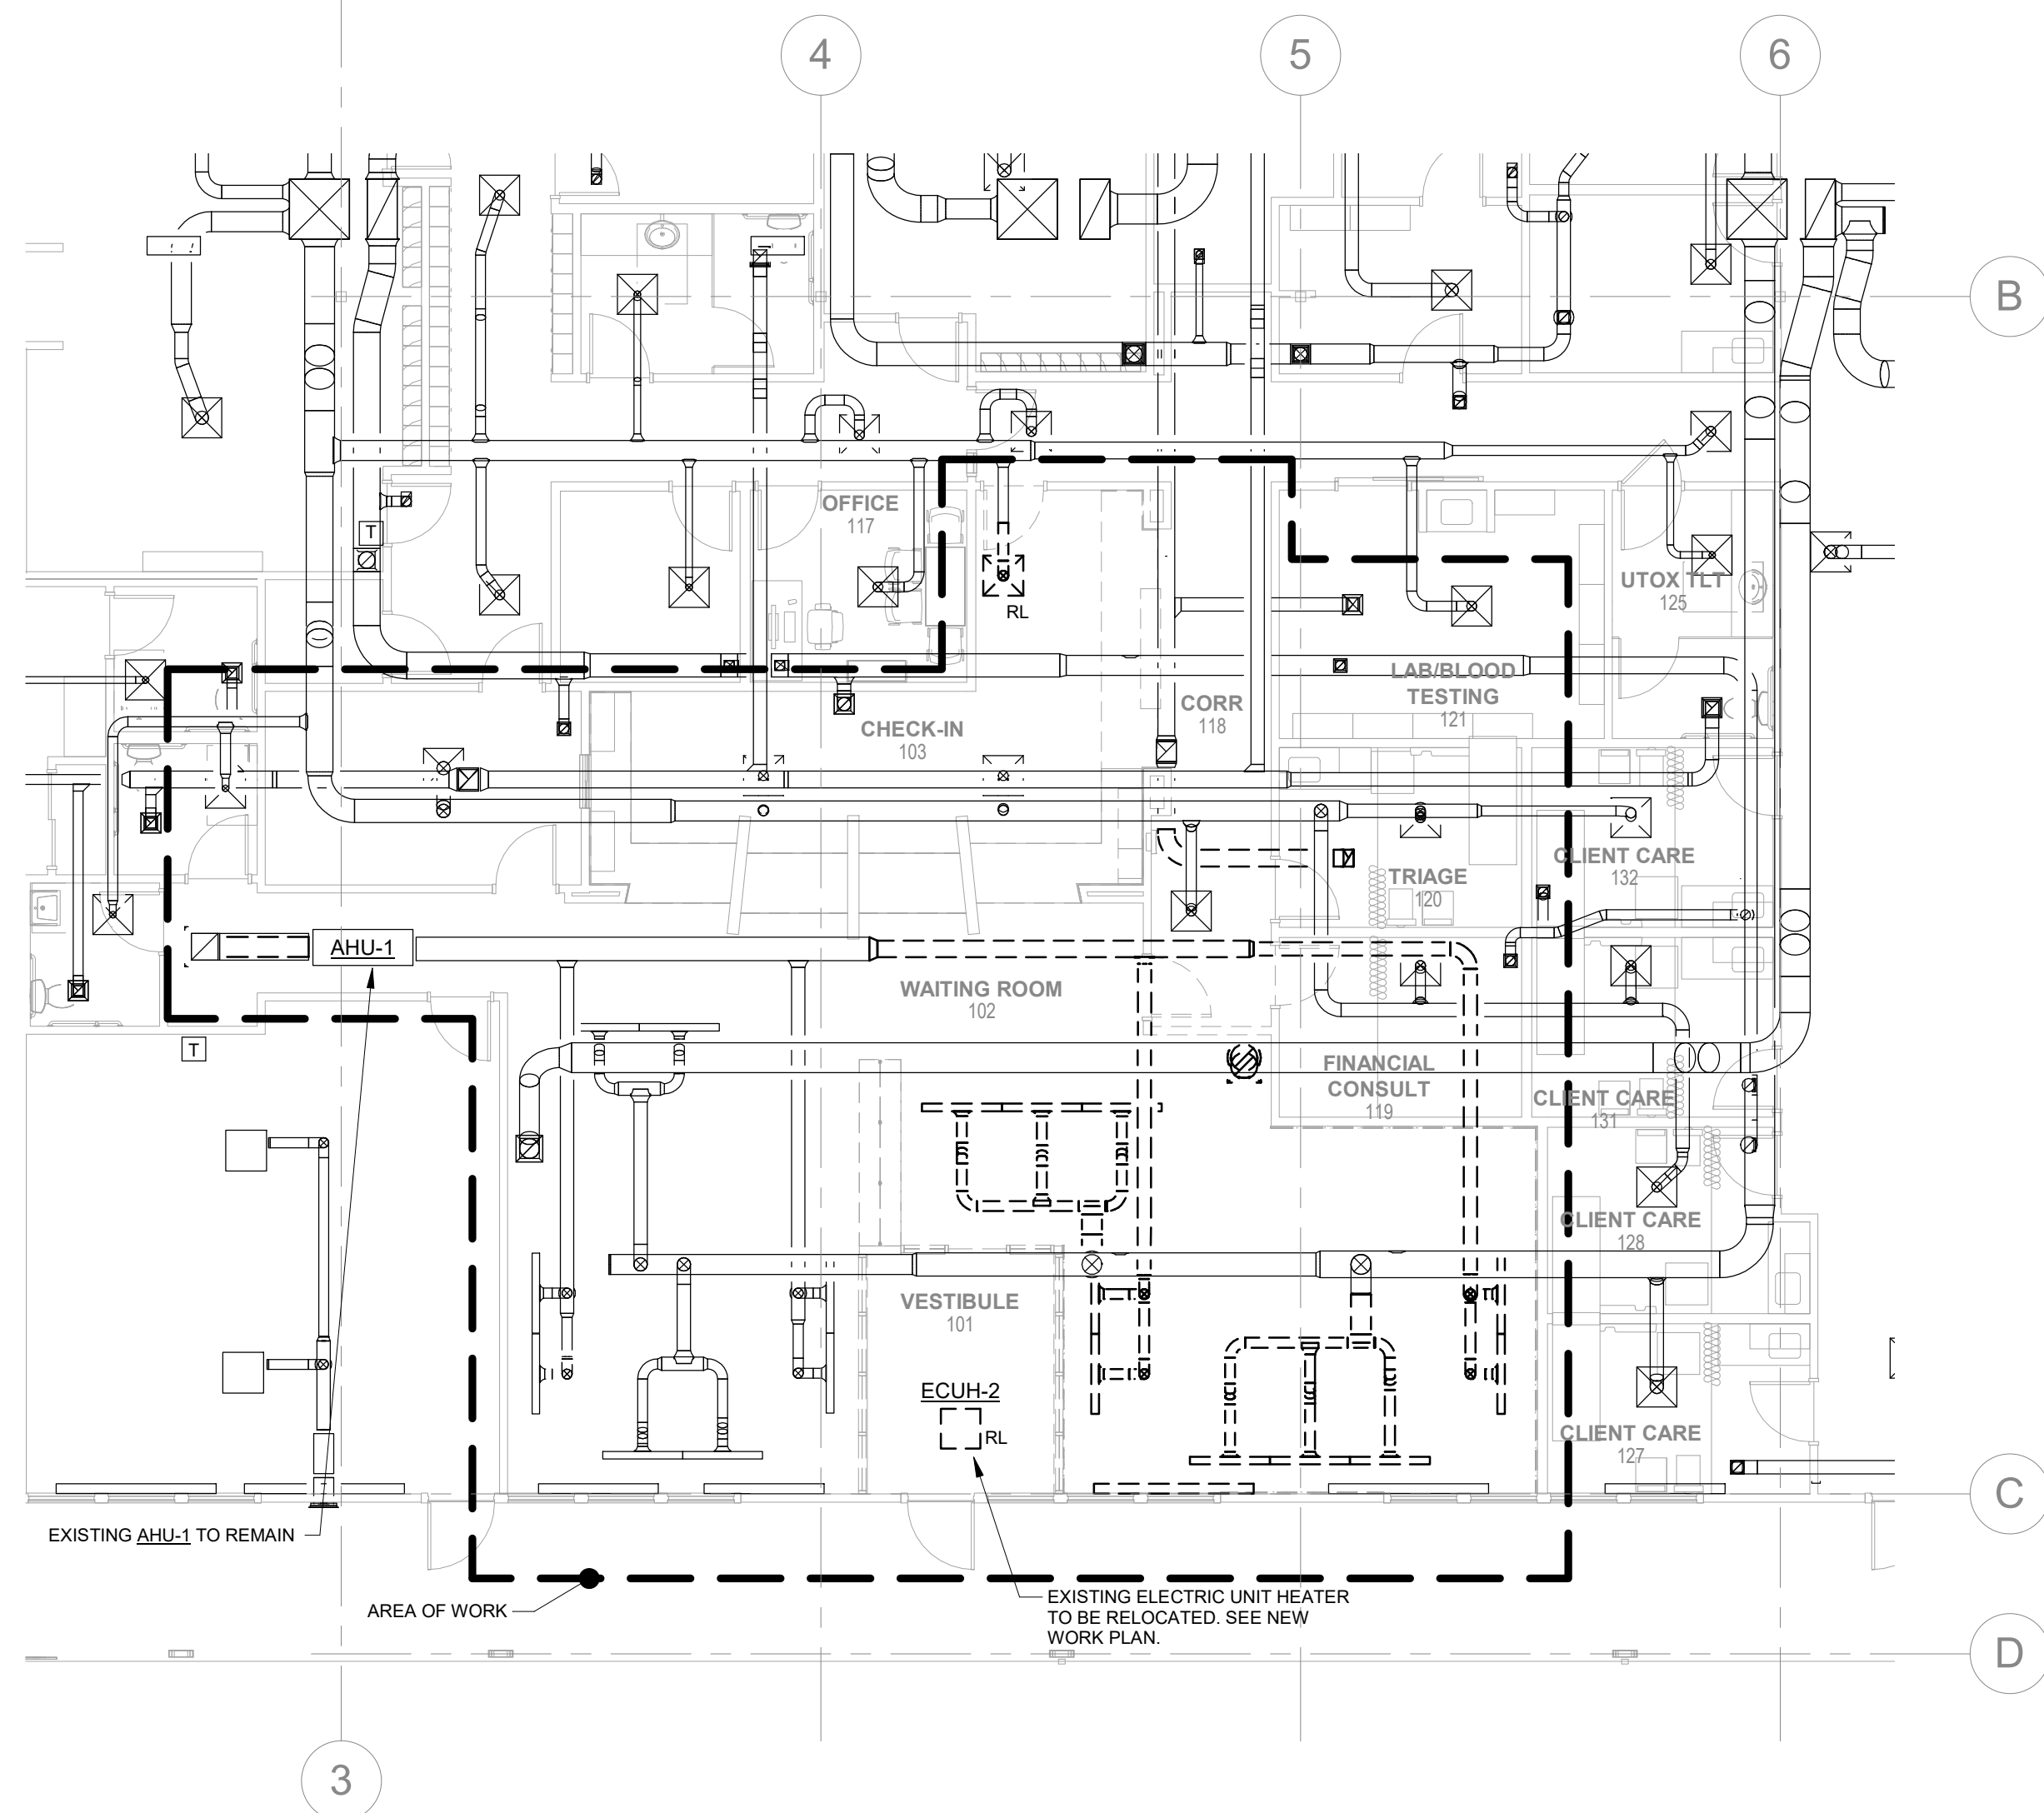 4
5
6
B
T
OFFICE
117
RL
UTOX TLT
125
LAB/BLOOD
TESTING
121
CORR
118
CHECK-IN
103
CLIENT CARE
132
TRIAGE
120
AHU-1
WAITING ROOM
102
T
FINANCIAL
CONSULT
119
CLIENT CARE
131
CLIENT CARE
128
VESTIBULE
101
ECUH-2
RL
CLIENT CARE
127
C
EXISTING AHU-1 TO REMAIN
AREA OF WORK
EXISTING ELECTRIC UNIT HEATER
TO BE RELOCATED. SEE NEW
WORK PLAN.
D
3